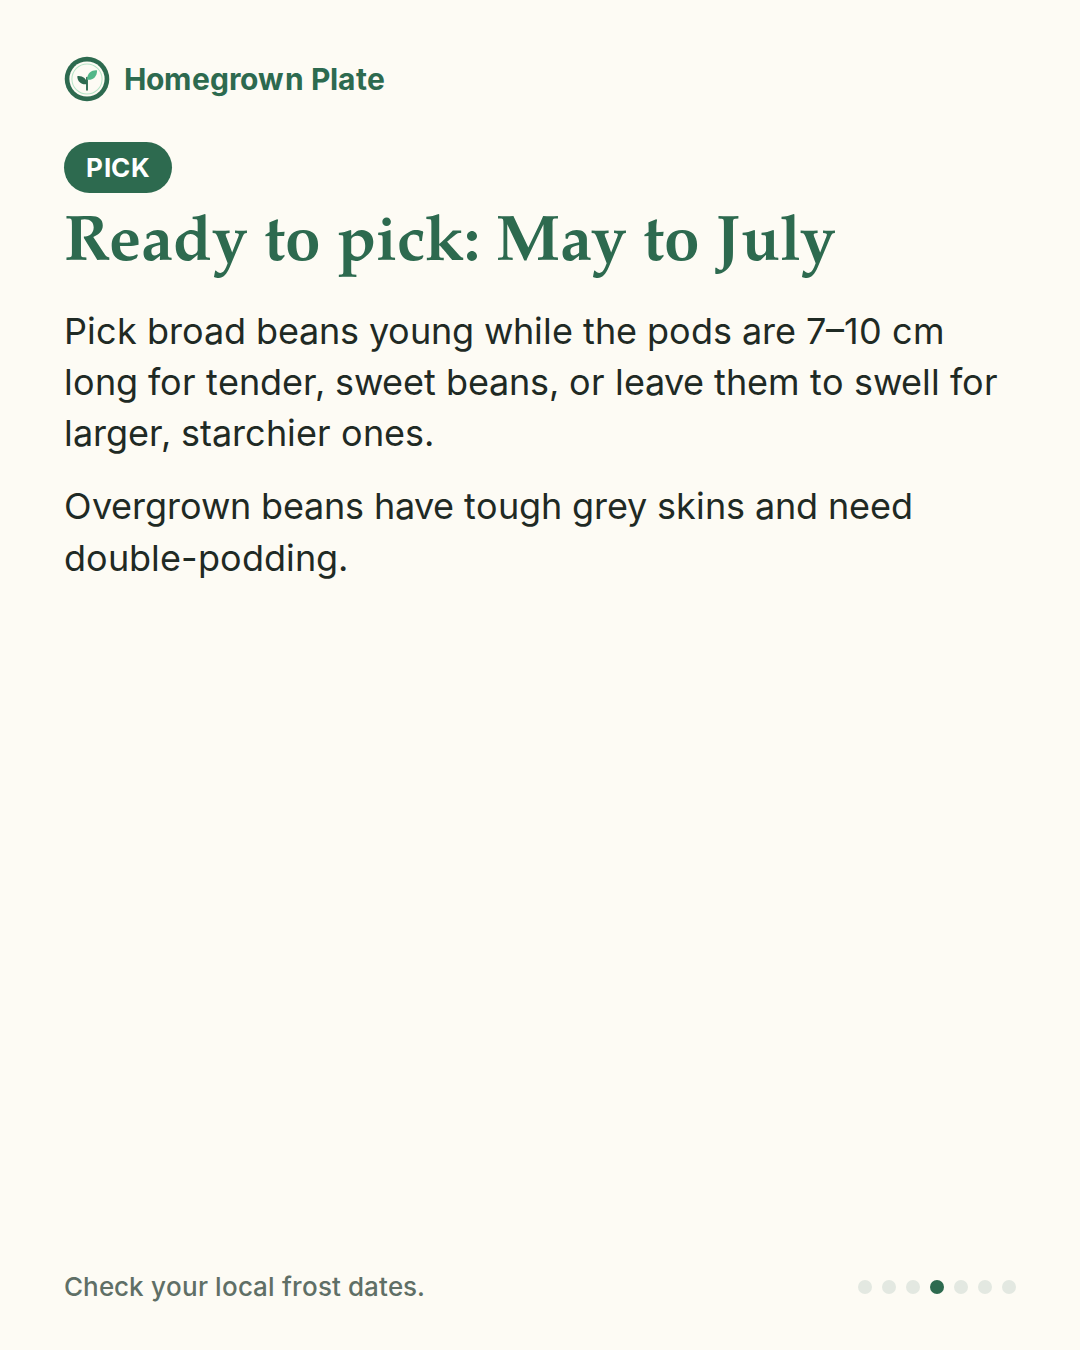 Homegrown Plate
PICK
Ready to pick: May to July
Pick broad beans young while the pods are 7–10 cm
long for tender, sweet beans, or leave them to swell for
larger, starchier ones.
Overgrown beans have tough grey skins and need
double-podding.
Check your local frost dates.